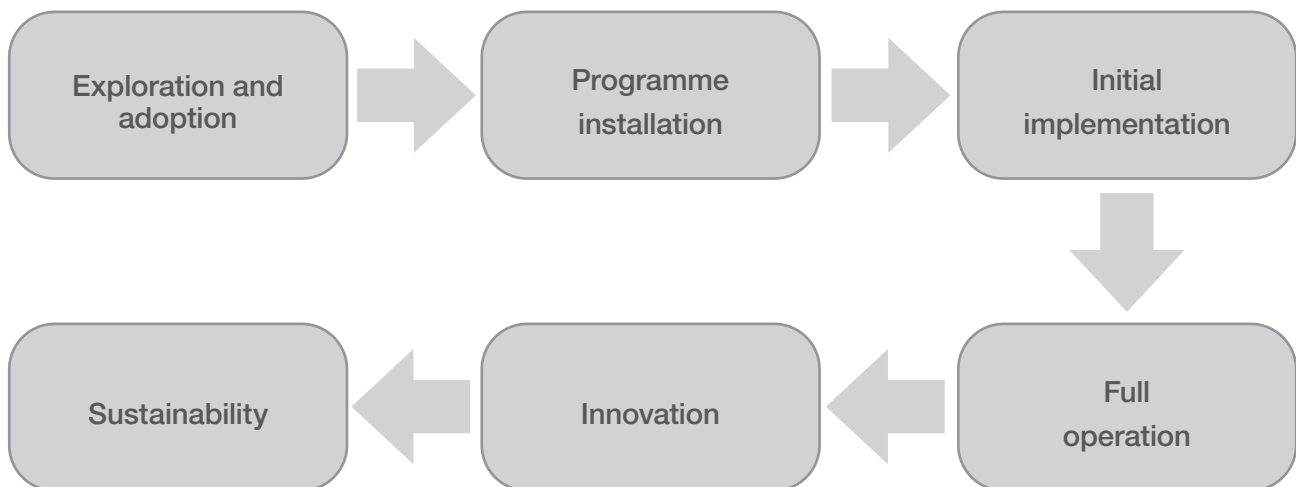 Exploration and
adoption
Programme
installation
Initial
implementation
Full
operation
Innovation
Sustainability